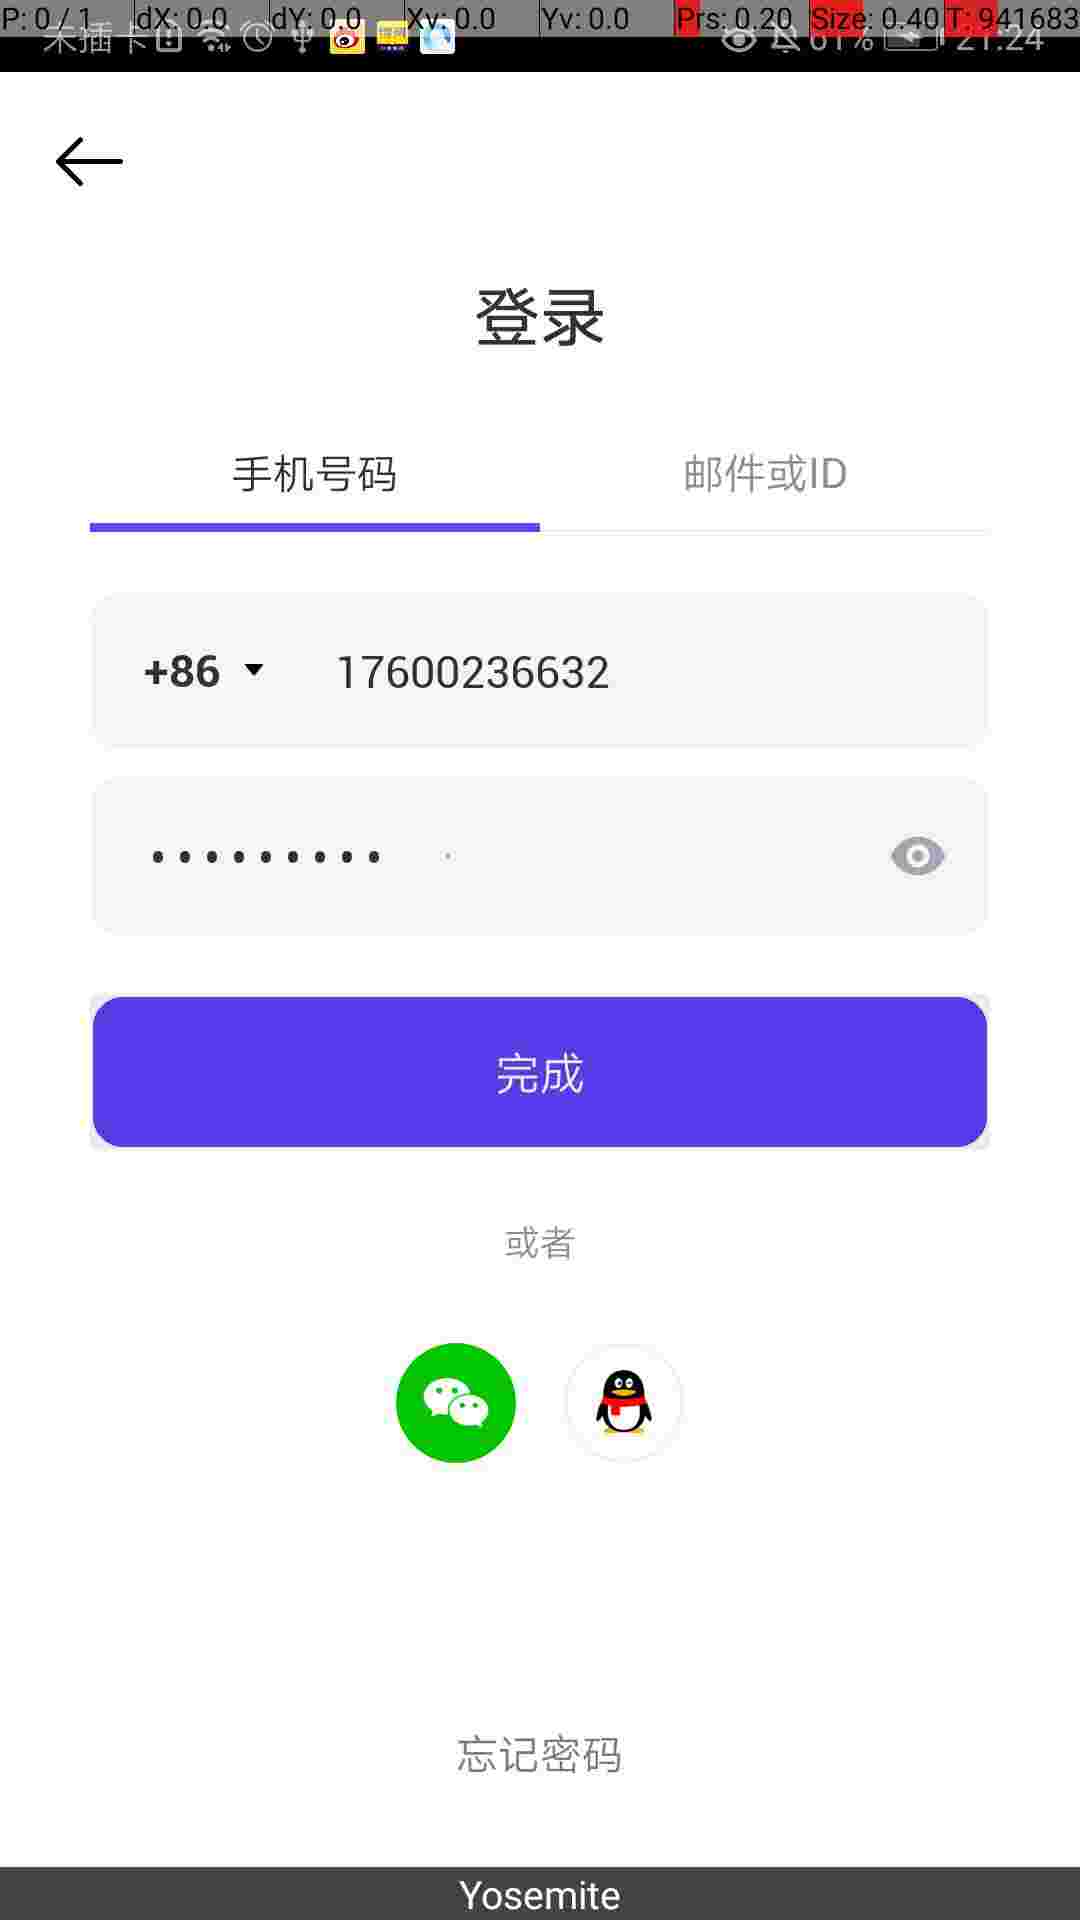 P: 0 / 1 dX: 0.0 dY: 0.0 Xv: 0.0 Yv: 0.0 Prs: 0.20 Size: 0.40 T: 941683
未插卡 61% 21:24
登录
手机号码 邮件或ID
+86 17600236632
完成
或者
忘记密码
Yosemite